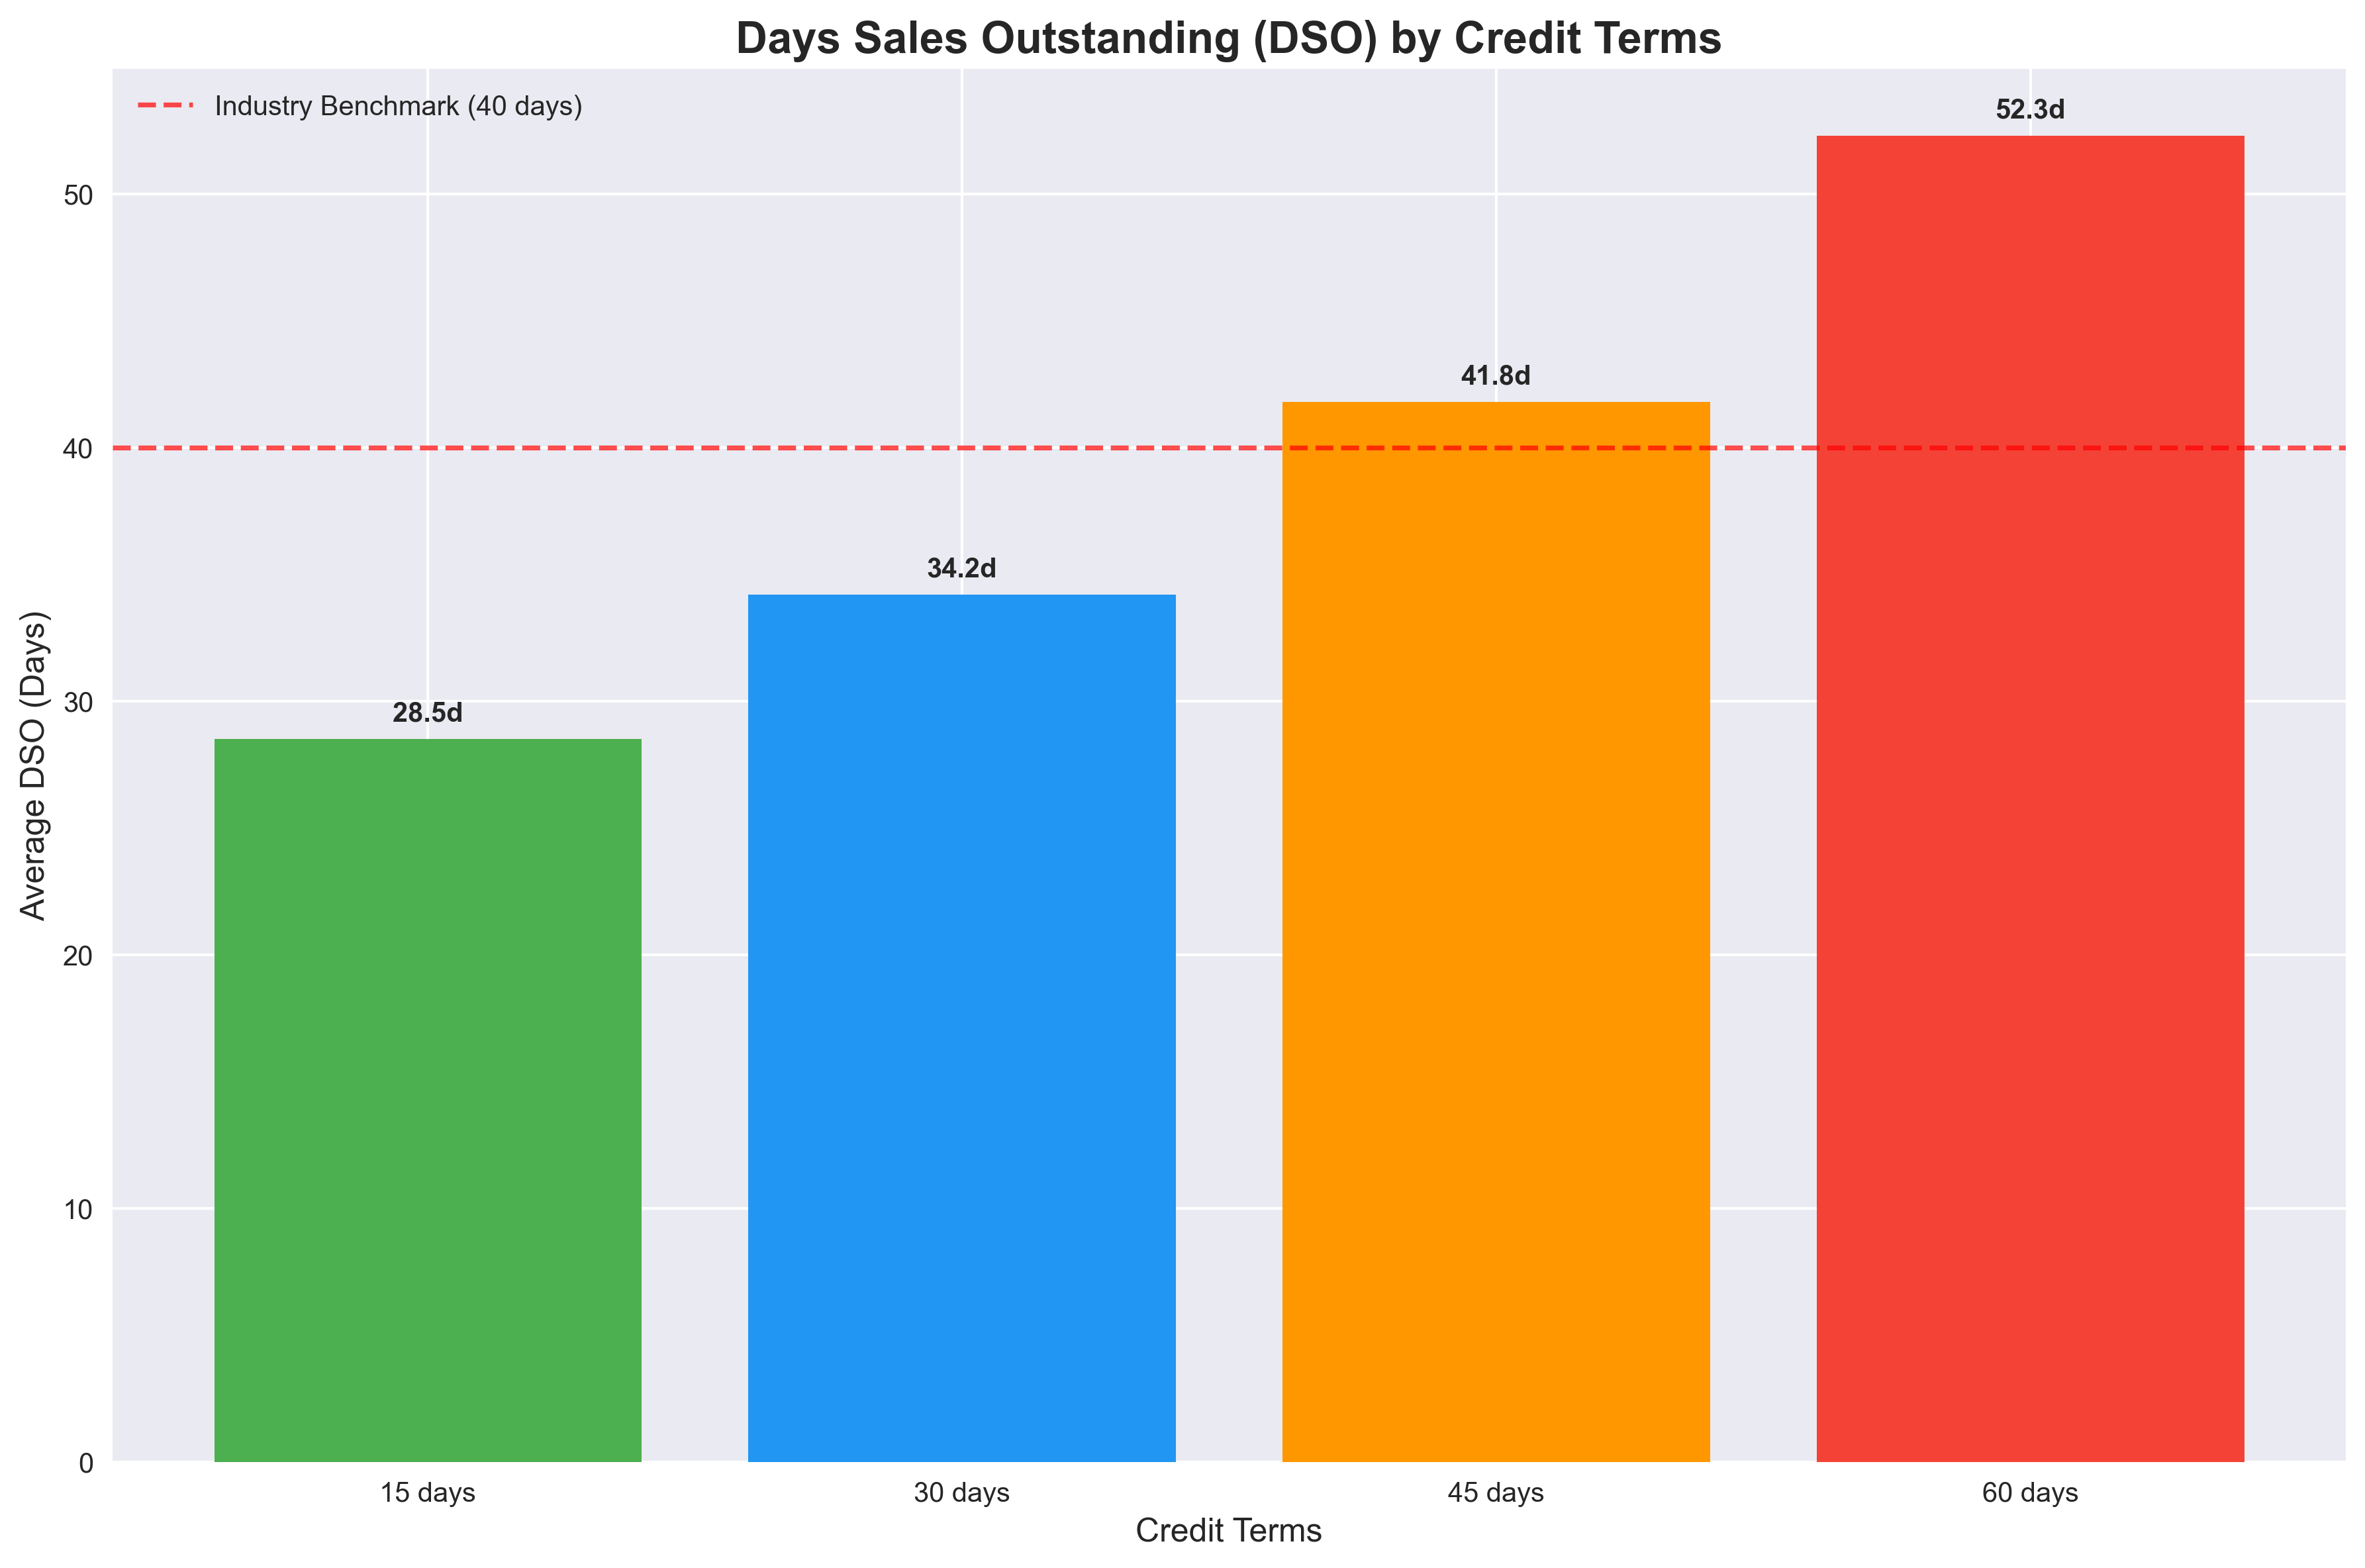 Days Sales Outstanding (DSO) by Credit Terms
Industry Benchmark (40 days)
52.3d
50
41.8d
40
34.2d
30
28.5d
20
10
0
Average DSO (Days)
15 days
30 days
45 days
60 days
Credit Terms